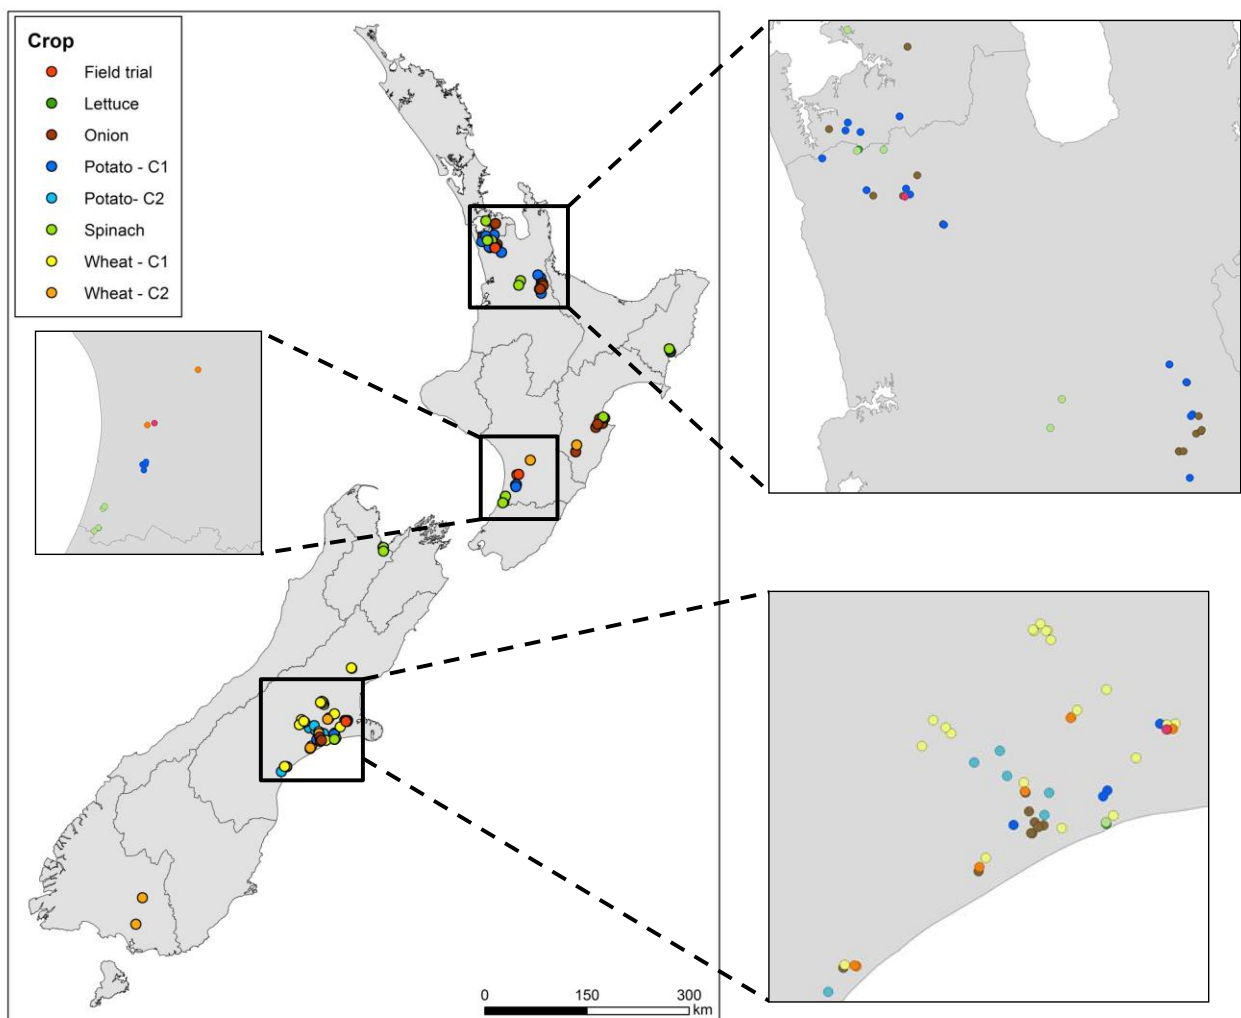 Crop
Field trial
Lettuce
Onion
Potato - C1
Potato- C2
Spinach
Wheat - C1
Wheat - C2
0 150 300
km